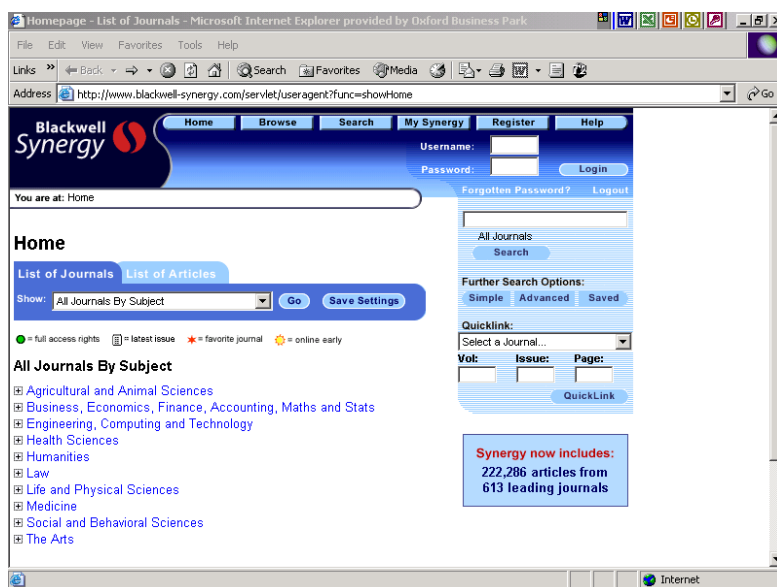 Homepage - List of Journals - Microsoft Internet Explorer provided by Oxford Business Park
File Edit View Favorites Tools Help
Links » Back Search Favorites Media
Address http://www.blackwell-synergy.com/servlet/useragent?func=showHome Go
Blackwell Synergy
Home Browse Search My Synergy Register Help
Username:
Password: Login
Forgotten Password? Logout
You are at: Home
All Journals
Search
Home
List of Journals List of Articles
Show: All Journals By Subject Go Save Settings
Further Search Options:
Simple Advanced Saved
Quicklink:
Select a Journal...
Vol: Issue: Page:
QuickLink
= full access rights = latest issue = favorite journal = online early
All Journals By Subject
Agricultural and Animal Sciences
Business, Economics, Finance, Accounting, Maths and Stats
Engineering, Computing and Technology
Health Sciences
Humanities
Law
Life and Physical Sciences
Medicine
Social and Behavioral Sciences
The Arts
Synergy now includes:
222,286 articles from
613 leading journals
Internet